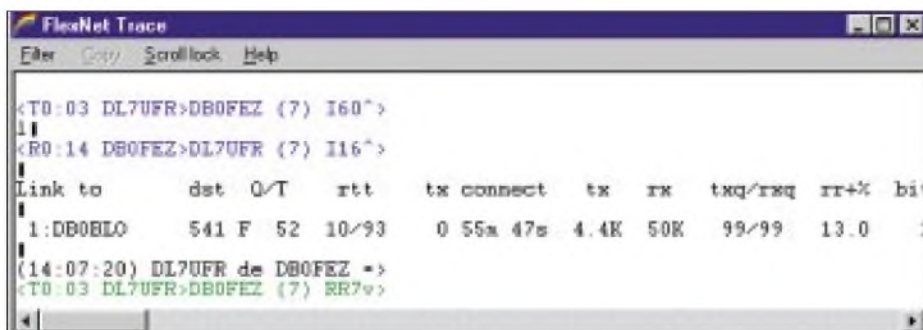 FlexNet Trace
Filter Copy Scroll lock Help
<T0:03 DL7UFR>DB0FEZ (7) I60^>
l
<R0:14 DB0FEZ>DL7UFR (7) I16^>
Link to dst Q/T rtt tx connect tx rx txq/rxq rr+%
1:DB0BLO 541 F 52 10/93 0 55m 47s 4.4K 50K 99/99 13.0
(14:07:20) DL7UFR de DB0FEZ =>
<T0:03 DL7UFR>DB0FEZ (7) RR7v>